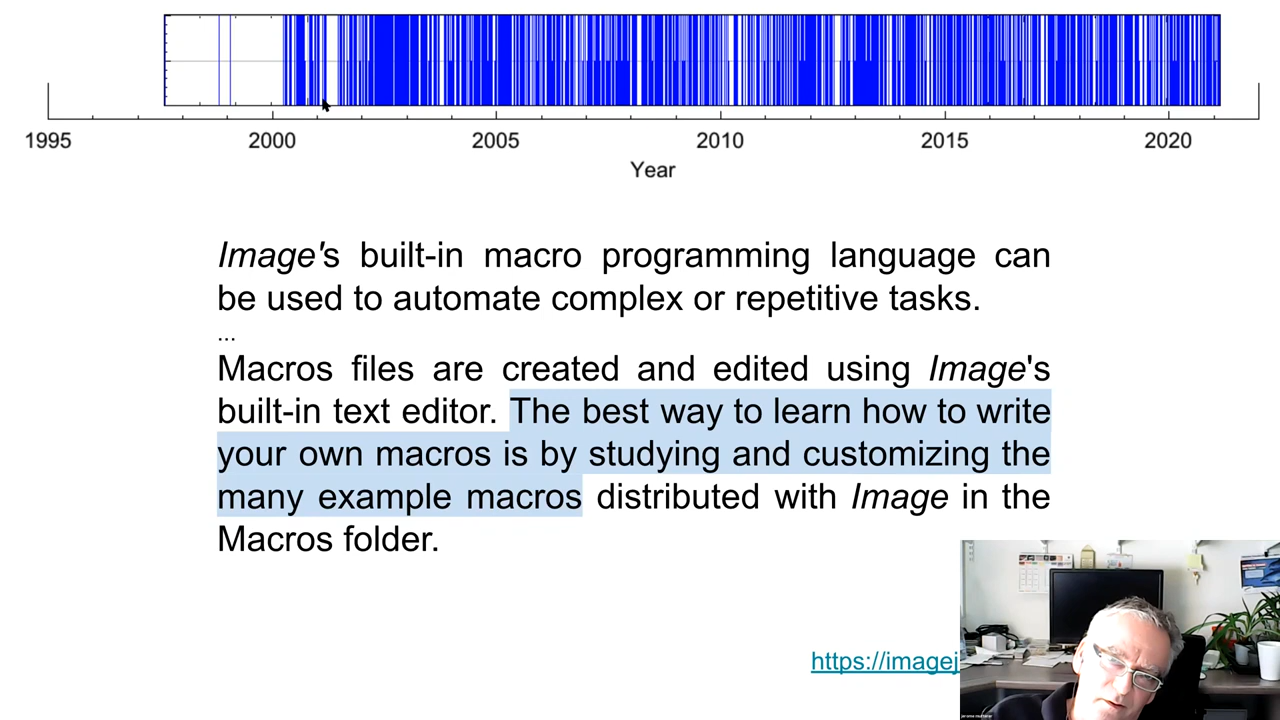 1995 2000 2005 2010 2015 2020
Year
Image's built-in macro programming language can
be used to automate complex or repetitive tasks.
...
Macros files are created and edited using Image's
built-in text editor. The best way to learn how to write
your own macros is by studying and customizing the
many example macros distributed with Image in the
Macros folder.
https://imagej